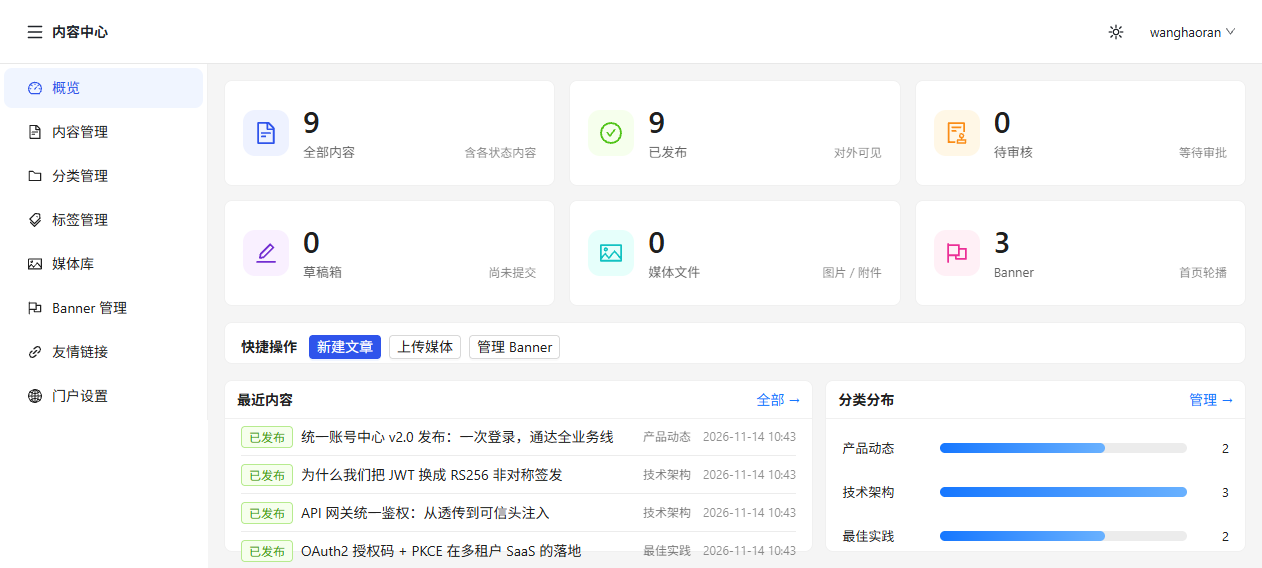 内容中心
wanghaoran
概览
内容管理
分类管理
标签管理
媒体库
Banner 管理
友情链接
门户设置
9
全部内容
含各状态内容
9
已发布
对外可见
0
待审核
等待审批
0
草稿箱
尚未提交
0
媒体文件
图片 / 附件
3
Banner
首页轮播
快捷操作
新建文章
上传媒体
管理 Banner
最近内容
全部 →
已发布 统一账号中心 v2.0 发布：一次登录，通达全业务线 产品动态 2026-11-14 10:43
已发布 为什么我们把 JWT 换成 RS256 非对称签发 技术架构 2026-11-14 10:43
已发布 API 网关统一鉴权：从透传到可信头注入 技术架构 2026-11-14 10:43
已发布 OAuth2 授权码 + PKCE 在多租户 SaaS 的落地 最佳实践 2026-11-14 10:43
分类分布
管理 →
产品动态 2
技术架构 3
最佳实践 2